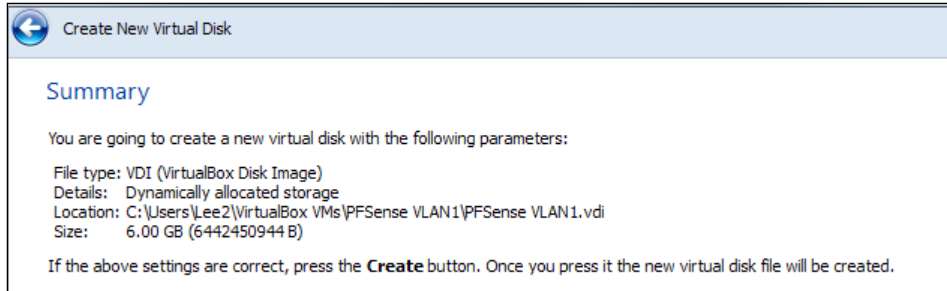 Create New Virtual Disk
Summary
You are going to create a new virtual disk with the following parameters:
File type: VDI (VirtualBox Disk Image)
Details: Dynamically allocated storage
Location: C:\Users\Lee2\VirtualBox VMs\PFSense VLAN1\PFSense VLAN1.vdi
Size: 6.00 GB (6442450944 B)
If the above settings are correct, press the Create button. Once you press it the new virtual disk file will be created.